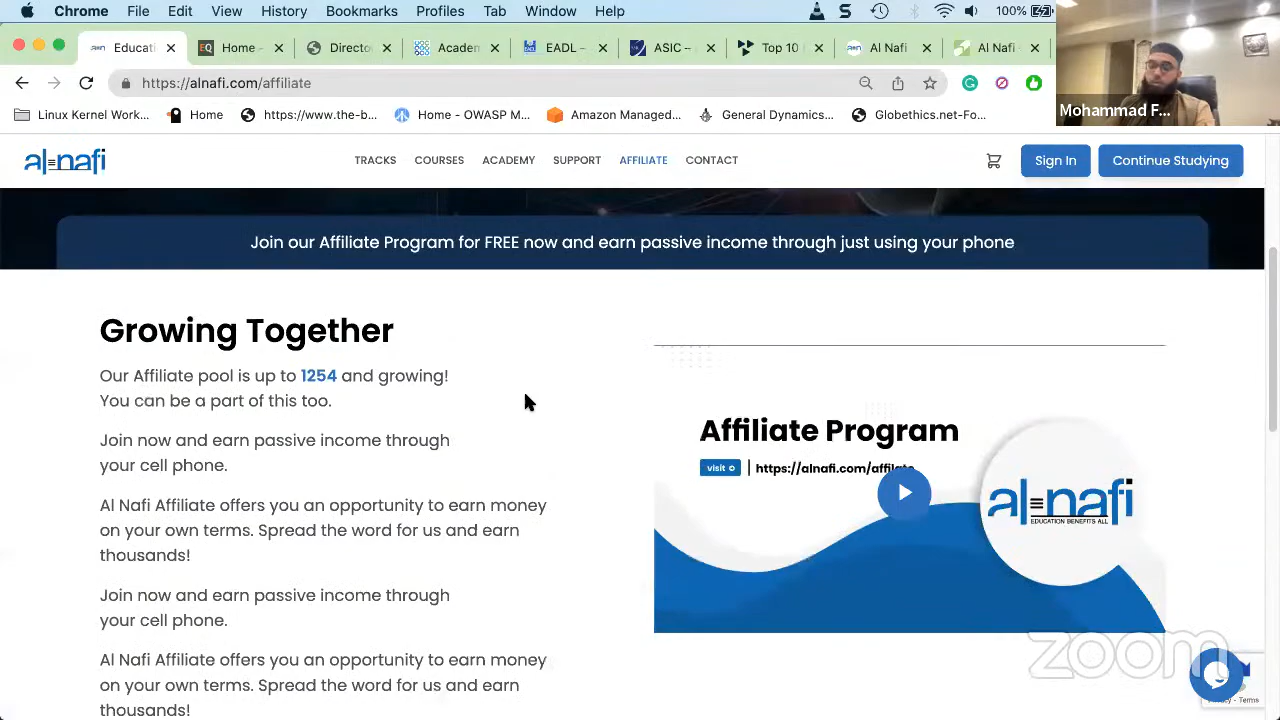 Chrome File Edit View History Bookmarks Profiles Tab Window Help 100%
Educati Home - Directo Acade EADL - ASIC - Top 10 Al Nafi Al Nafi -
https://alnafi.com/affiliate
Linux Kernel Work... Home https://www.the-b... Home - OWASP M... Amazon Managed... General Dynamics... Globethics.net-Fo...
Mohammad F...
al-nafi
TRACKS COURSES ACADEMY SUPPORT AFFILIATE CONTACT Sign In Continue Studying
Join our Affiliate Program for FREE now and earn passive income through just using your phone
Growing Together
Our Affiliate pool is up to 1254 and growing!
You can be a part of this too.
Join now and earn passive income through
your cell phone.
Al Nafi Affiliate offers you an opportunity to earn money
on your own terms. Spread the word for us and earn
thousands!
Join now and earn passive income through
your cell phone.
Al Nafi Affiliate offers you an opportunity to earn money
on your own terms. Spread the word for us and earn
thousands!
Affiliate Program
visit | https://alnafi.com/affilate
al-nafi
EDUCATION BENEFITS ALL
zoom
Privacy - Terms